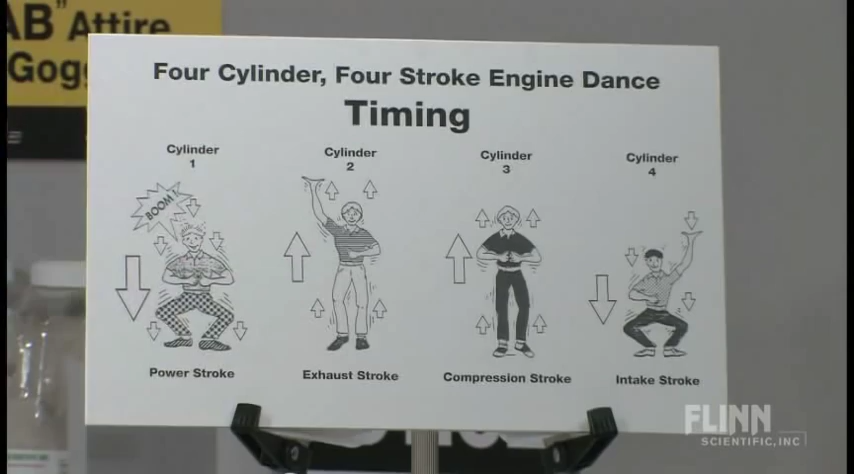 AB" Attire
Four Cylinder, Four Stroke Engine Dance
Timing
Cylinder
1
Cylinder
2
Cylinder
3
Cylinder
4
BOOM!
Power Stroke
Exhaust Stroke
Compression Stroke
Intake Stroke
FLINN
SCIENTIFIC, INC